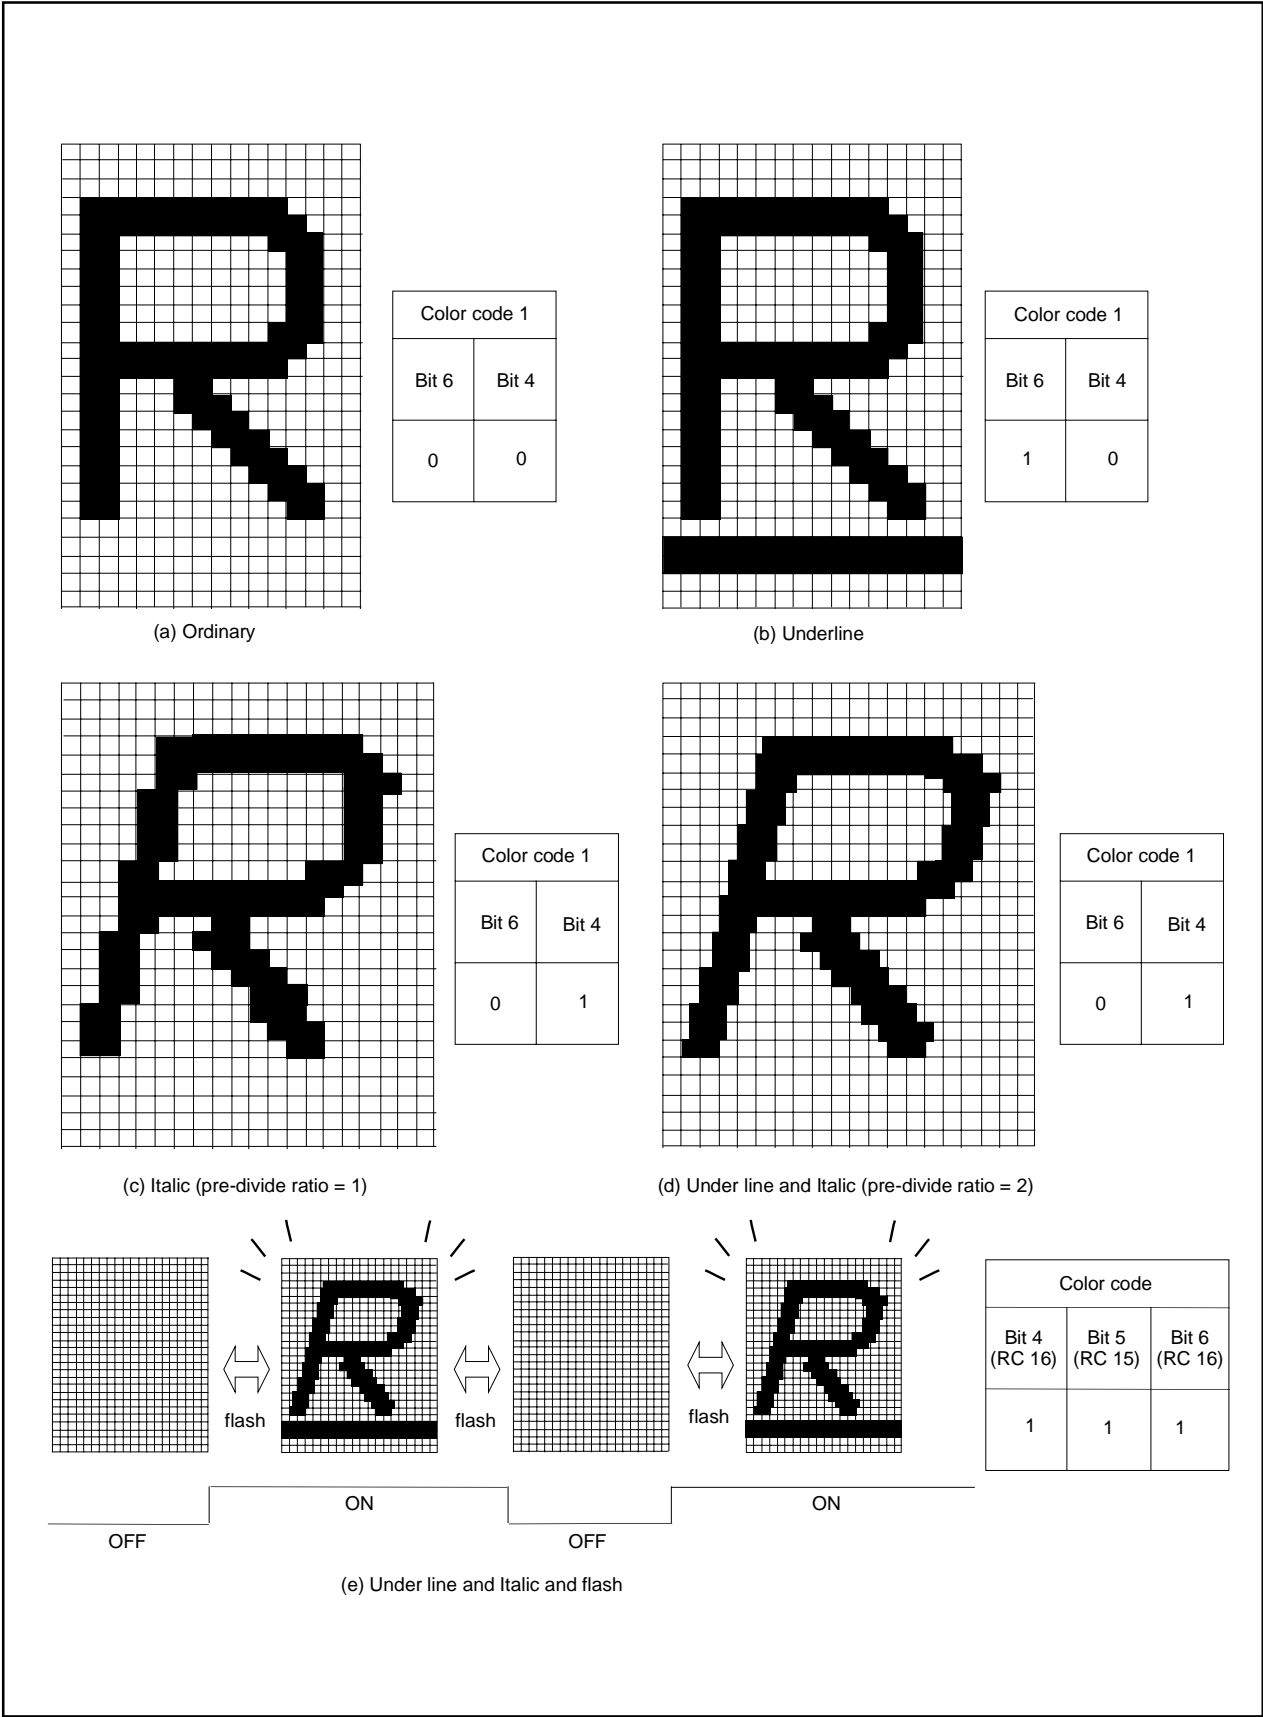 Color code 1
Bit 6 Bit 4
0 0
(a) Ordinary
Color code 1
Bit 6 Bit 4
1 0
(b) Underline
Color code 1
Bit 6 Bit 4
0 1
(c) Italic (pre-divide ratio = 1)
Color code 1
Bit 6 Bit 4
0 1
(d) Under line and Italic (pre-divide ratio = 2)
flash flash flash
Color code
Bit 4 Bit 5 Bit 6
(RC 16) (RC 15) (RC 16)
1 1 1
ON ON
OFF OFF
(e) Under line and Italic and flash